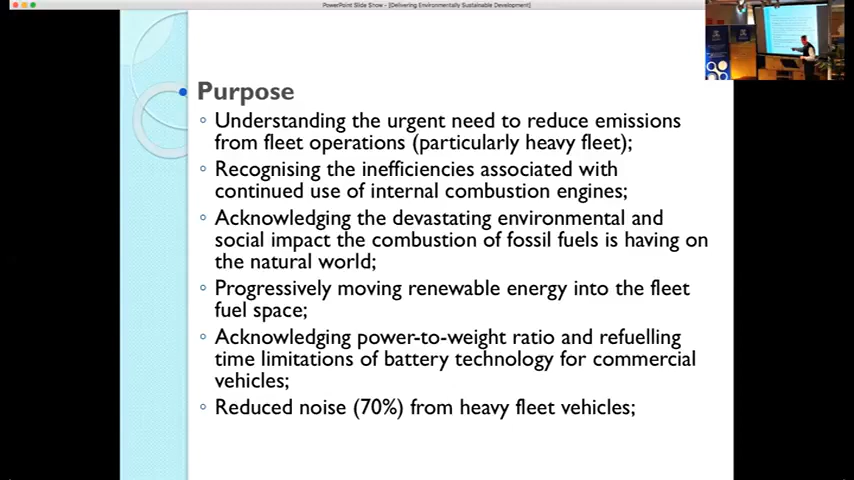 PowerPoint Slide Show - [Delivering Environmentally Sustainable Development]
Purpose
Understanding the urgent need to reduce emissions
from fleet operations (particularly heavy fleet);
Recognising the inefficiencies associated with
continued use of internal combustion engines;
Acknowledging the devastating environmental and
social impact the combustion of fossil fuels is having on
the natural world;
Progressively moving renewable energy into the fleet
fuel space;
Acknowledging power-to-weight ratio and refuelling
time limitations of battery technology for commercial
vehicles;
Reduced noise (70%) from heavy fleet vehicles;